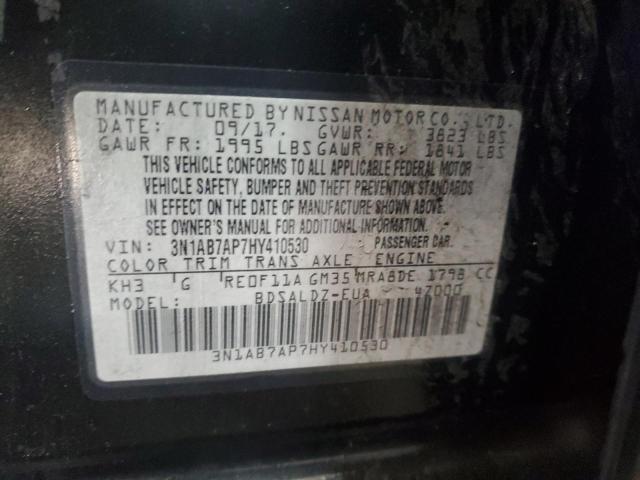 MANUFACTURED BY NISSAN MOTOR CO., LTD.
DATE: 09/17. GVWR: 3823 LBS
GAWR FR: 1995 LBS GAWR RR: 1841 LBS
THIS VEHICLE CONFORMS TO ALL APPLICABLE FEDERAL MOTOR
VEHICLE SAFETY, BUMPER AND THEFT PREVENTION STANDARDS
IN EFFECT ON THE DATE OF MANUFACTURE SHOWN ABOVE.
SEE OWNER'S MANUAL FOR ADDITIONAL INFORMATION
VIN: 3N1AB7AP7HY410530 PASSENGER CAR.
COLOR TRIM TRANS AXLE ENGINE
KH3 G RE0F11A GM35 MRA8DE 1798 CC
MODEL: BDSALDZ-EUA 47000
3N1AB7AP7HY410530